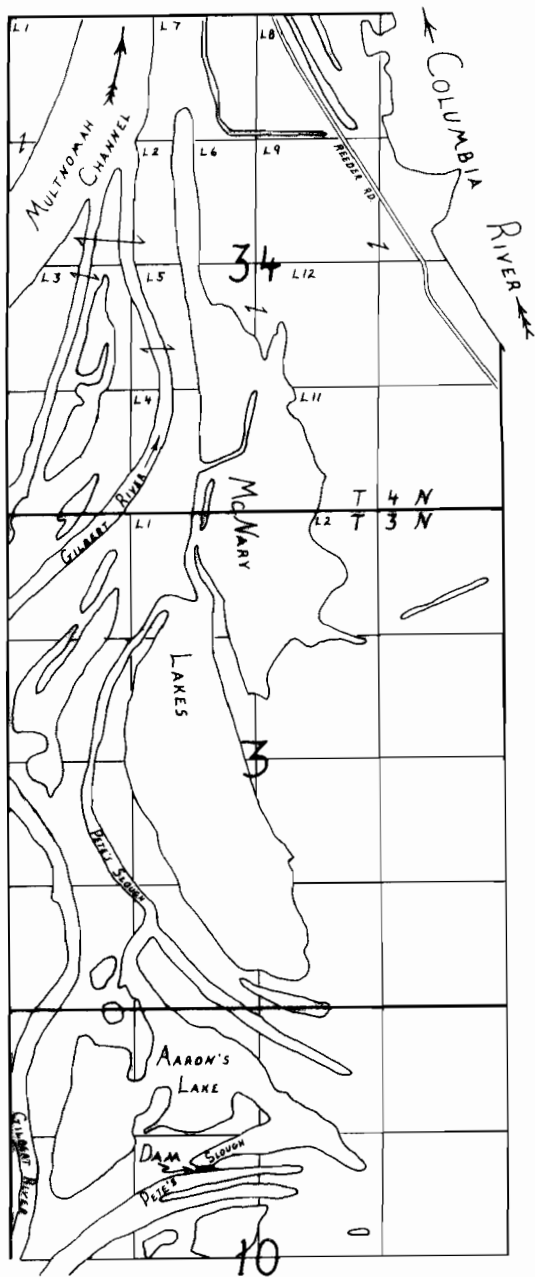 L1
L7
L8
COLUMBIA
RIVER
MULTNOMAH
CHANNEL
L2
L6
L9
REEDER RD.
L3
L5
34
L12
L4
L11
GILBERT RIVER
McNARY
LAKES
T 4 N
L1
L2
T 3 N
3
PETE'S SLOUGH
AARON'S
LAKE
GILBERT RIVER
DAM
PETE'S
SLOUGH
10